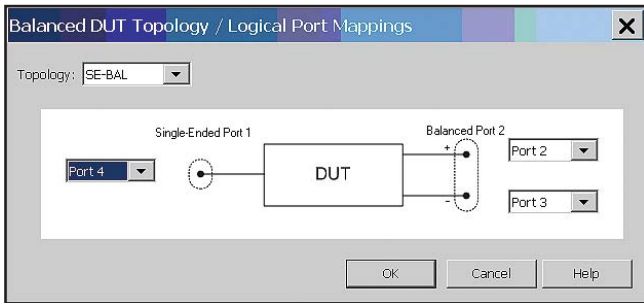 Balanced DUT Topology / Logical Port Mappings
Topology: SE-BAL
Single-Ended Port 1
Balanced Port 2
Port 4
DUT
+
-
Port 2
Port 3
OK
Cancel
Help